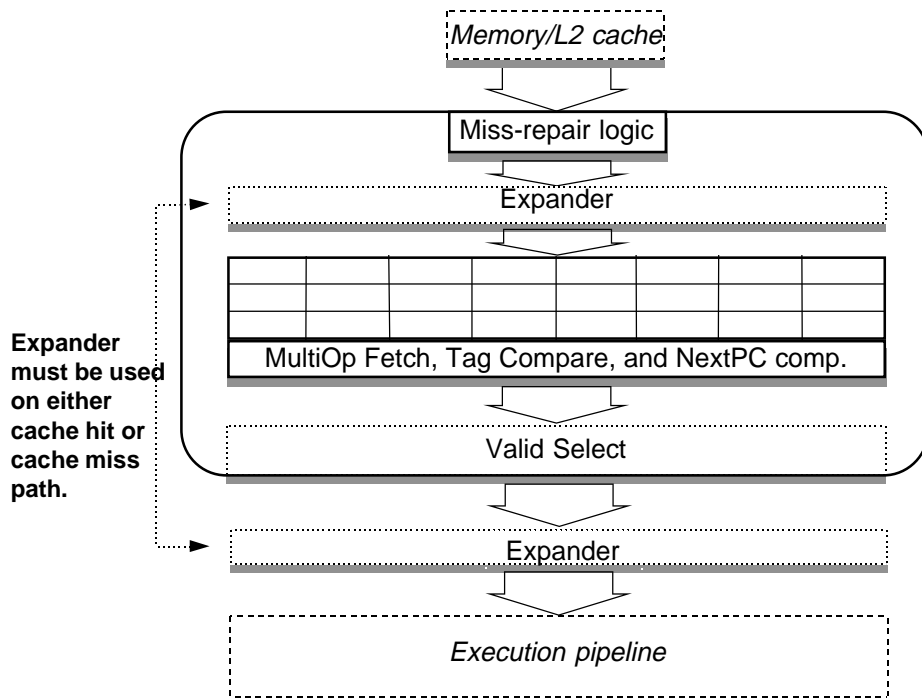 Memory/L2 cache
Miss-repair logic
Expander
MultiOp Fetch, Tag Compare, and NextPC comp.
Expander
must be used
on either
cache hit or
cache miss
path.
Valid Select
Expander
Execution pipeline